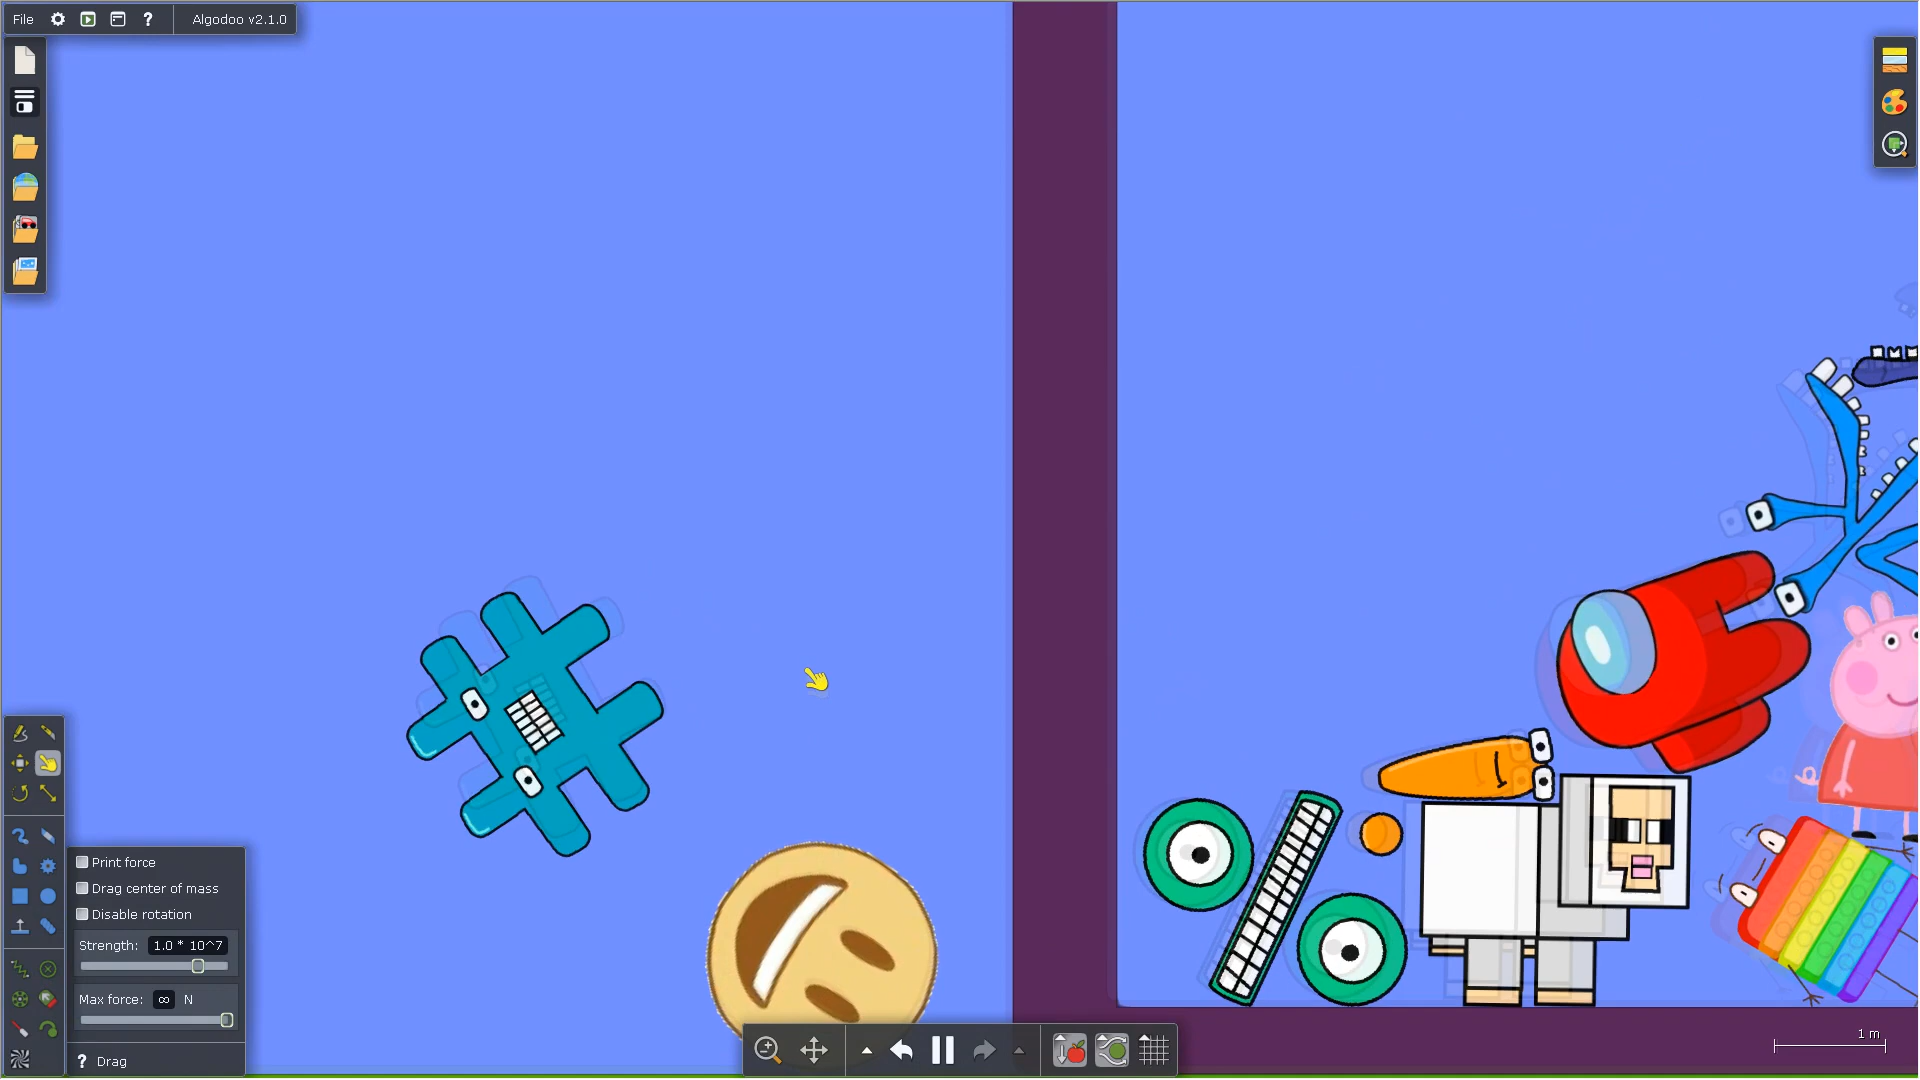 File ? Algodoo v2.1.0
Print force
Drag center of mass
Disable rotation
Strength: 1.0 * 10^7
Max force: ∞ N
? Drag
1 m